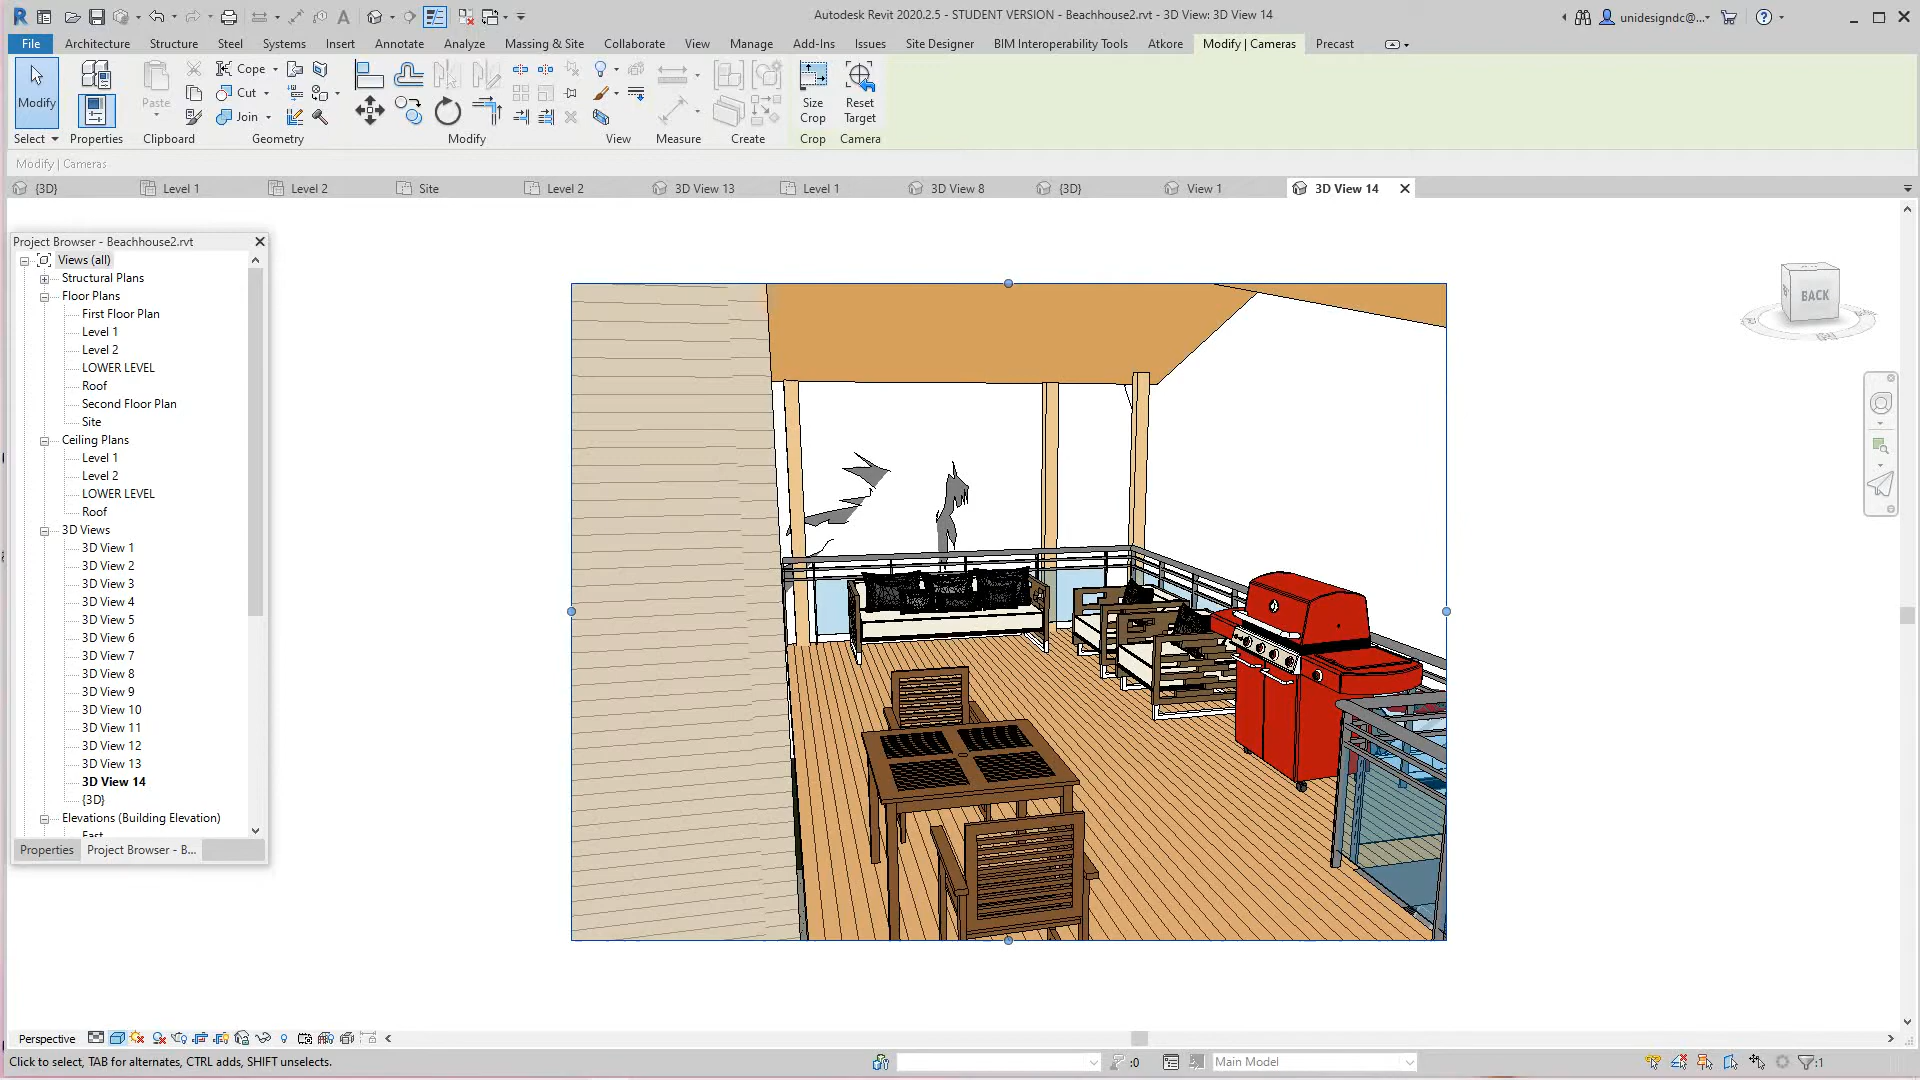 Autodesk Revit 2020.2.5 - STUDENT VERSION - Beachhouse2.rvt - 3D View: 3D View 14
unidesigndc@...
File Architecture Structure Steel Systems Insert Annotate Analyze Massing & Site Collaborate View Manage Add-Ins Issues Site Designer BIM Interoperability Tools Atkore Modify | Cameras Precast
Modify
Paste
Cope
Cut
Join
Size Crop
Reset Target
Select Properties Clipboard Geometry Modify View Measure Create Crop Camera
Modify | Cameras
{3D} Level 1 Level 2 Site Level 2 3D View 13 Level 1 3D View 8 {3D} View 1 3D View 14
Project Browser - Beachhouse2.rvt
Views (all)
Structural Plans
Floor Plans
First Floor Plan
Level 1
Level 2
LOWER LEVEL
Roof
Second Floor Plan
Site
Ceiling Plans
Level 1
Level 2
LOWER LEVEL
Roof
3D Views
3D View 1
3D View 2
3D View 3
3D View 4
3D View 5
3D View 6
3D View 7
3D View 8
3D View 9
3D View 10
3D View 11
3D View 12
3D View 13
3D View 14
{3D}
Elevations (Building Elevation)
East
Properties Project Browser - B...
BACK
Perspective
Click to select, TAB for alternates, CTRL adds, SHIFT unselects.
:0
Main Model
:1